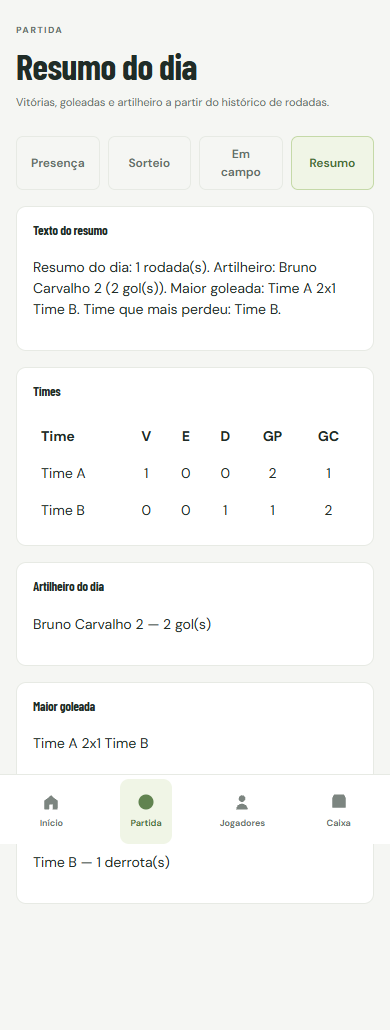 PARTIDA
Resumo do dia
Vitórias, goleadas e artilheiro a partir do histórico de rodadas.
Presença
Sorteio
Em
campo
Resumo
Texto do resumo
Resumo do dia: 1 rodada(s). Artilheiro: Bruno
Carvalho 2 (2 gol(s)). Maior goleada: Time A 2x1
Time B. Time que mais perdeu: Time B.
Times
Time V E D GP GC
Time A 1 0 0 2 1
Time B 0 0 1 1 2
Artilheiro do dia
Bruno Carvalho 2 — 2 gol(s)
Maior goleada
Time A 2x1 Time B
Início
Partida
Jogadores
Caixa
Time B — 1 derrota(s)